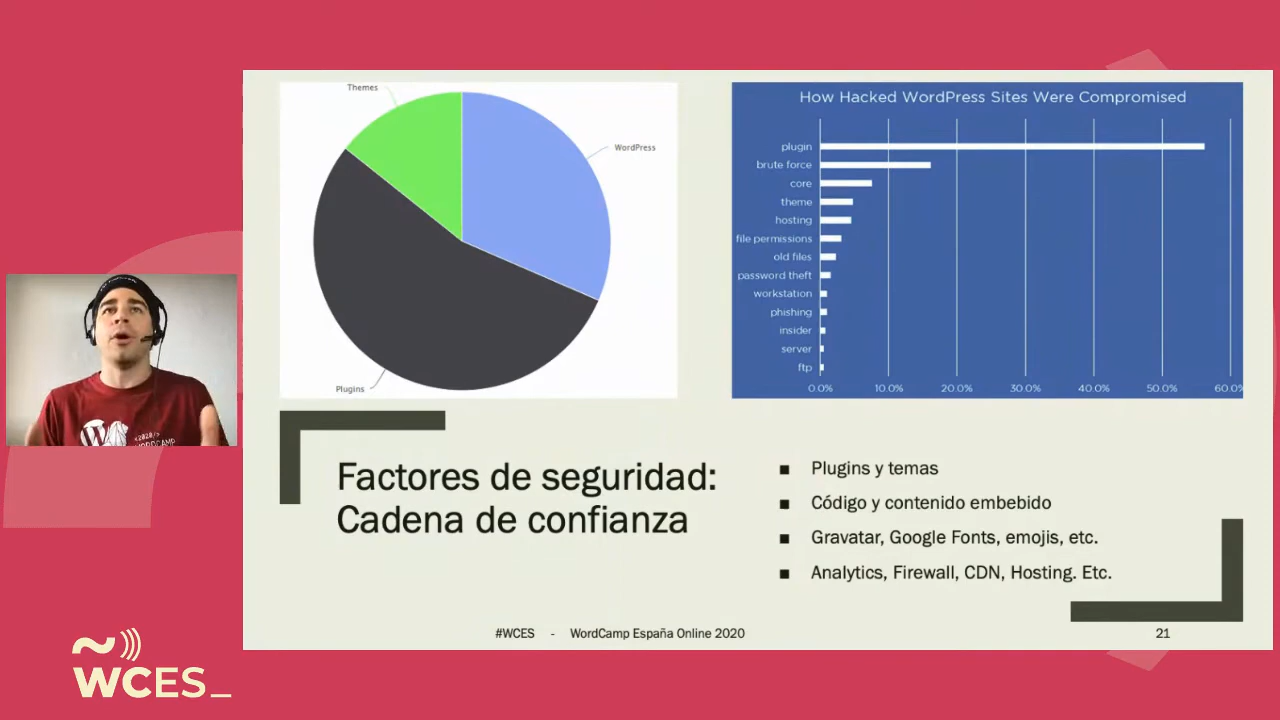 Themes
WordPress
Plugins
How Hacked WordPress Sites Were Compromised
plugin
brute force
core
theme
hosting
file permissions
old files
password theft
workstation
phishing
insider
server
ftp
0.0% 10.0% 20.0% 30.0% 40.0% 50.0% 60.0%
Factores de seguridad:
Cadena de confianza
■ Plugins y temas
■ Código y contenido embebido
■ Gravatar, Google Fonts, emojis, etc.
■ Analytics, Firewall, CDN, Hosting. Etc.
#WCES - WordCamp España Online 2020
21
WCES_